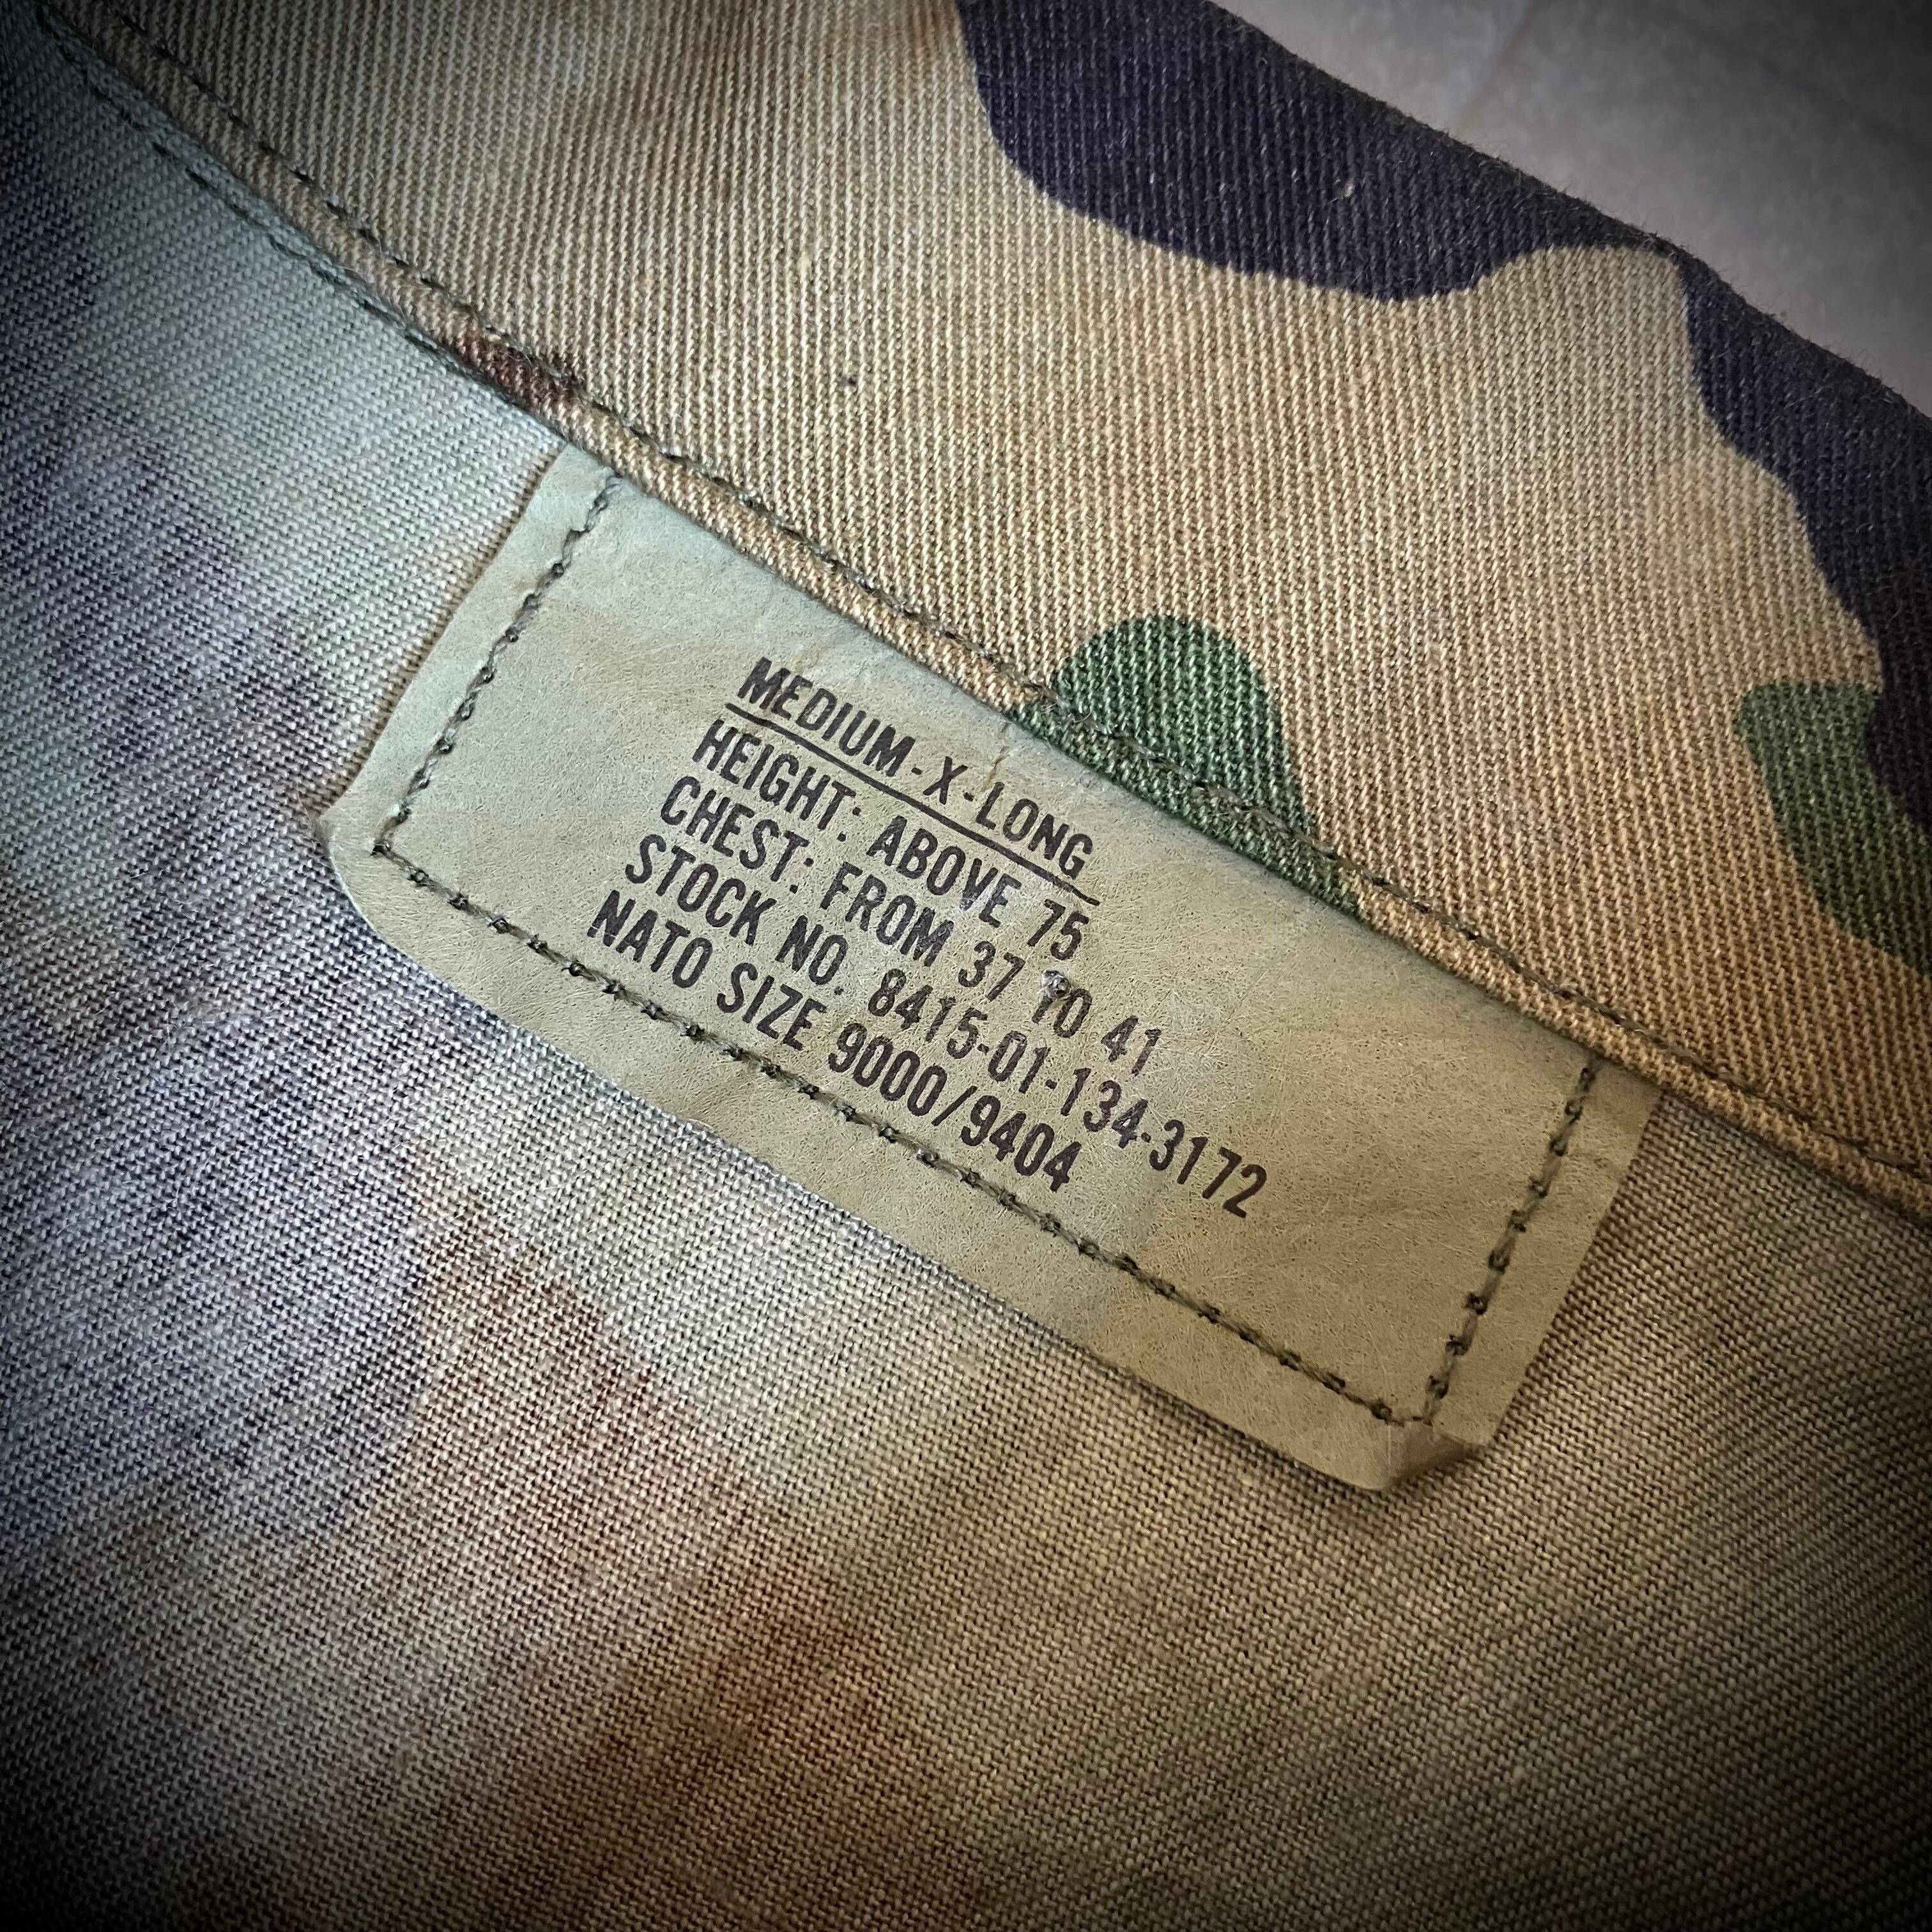 MEDIUM-X-LONG
HEIGHT: ABOVE 75
CHEST: FROM 37 TO 41
STOCK NO. 8415-01-134-3172
NATO SIZE 9000/9404